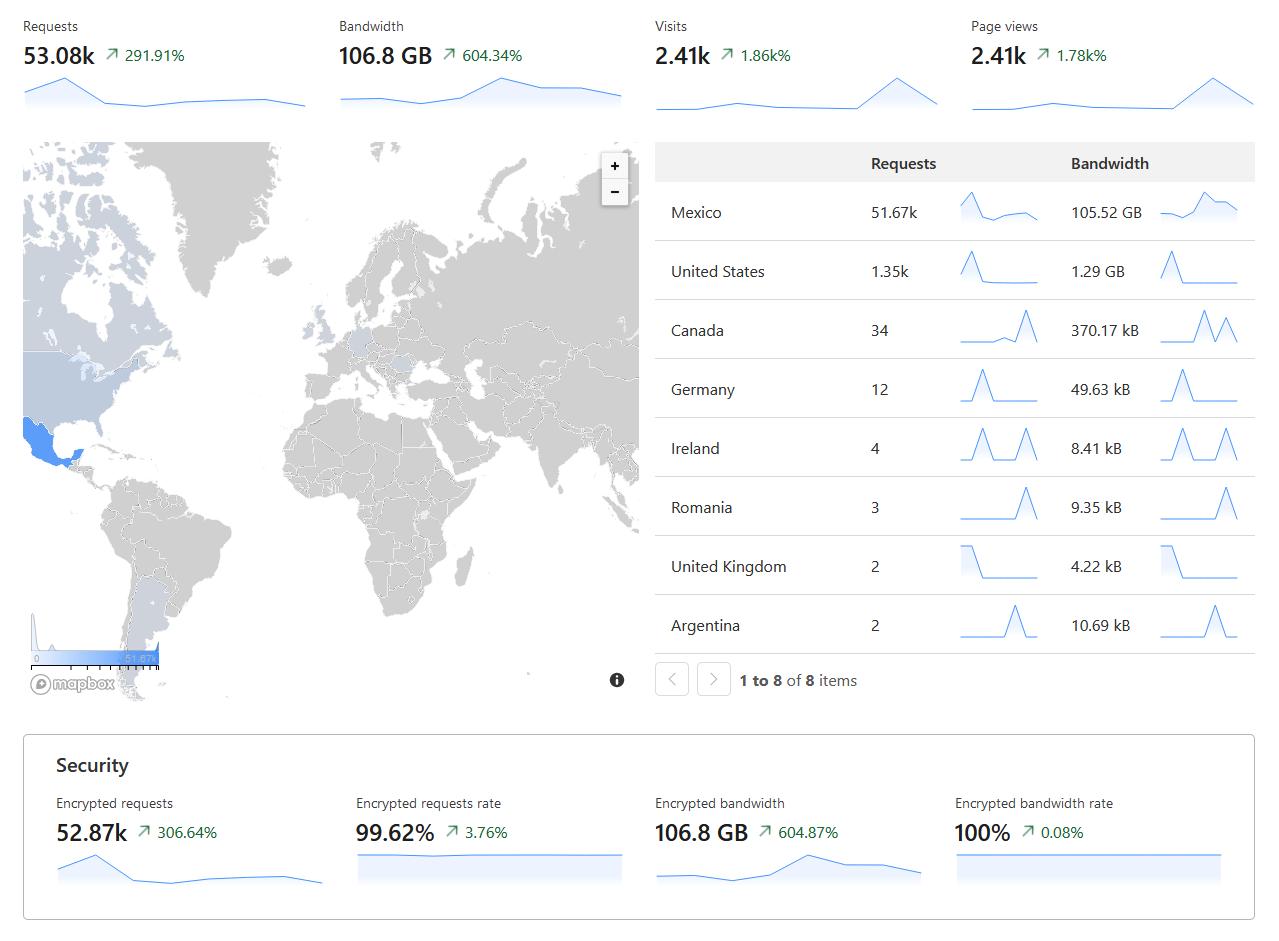 Requests
53.08k 291.91%
Bandwidth
106.8 GB 604.34%
Visits
2.41k 1.86k%
Page views
2.41k 1.78k%
+
−
0 51.67k
mapbox
Requests Bandwidth
Mexico 51.67k 105.52 GB
United States 1.35k 1.29 GB
Canada 34 370.17 kB
Germany 12 49.63 kB
Ireland 4 8.41 kB
Romania 3 9.35 kB
United Kingdom 2 4.22 kB
Argentina 2 10.69 kB
1 to 8 of 8 items
Security
Encrypted requests
52.87k 306.64%
Encrypted requests rate
99.62% 3.76%
Encrypted bandwidth
106.8 GB 604.87%
Encrypted bandwidth rate
100% 0.08%